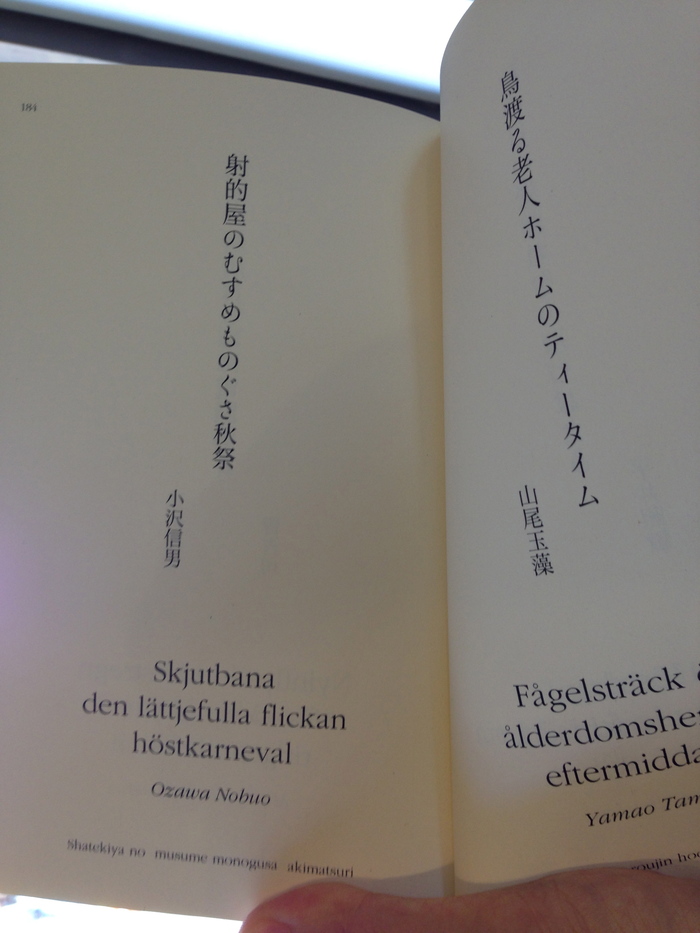 184
射的屋のむすめものぐさ秋祭
小沢信男
Skjutbana
den lättjefulla flickan
höstkarneval
Ozawa Nobuo
Shatekiya no musume monogusa akimatsuri
鳥渡る老人ホームのティータイム
山尾玉藻
Fågelsträck
ålderdomshe
eftermidda
Yamao Tam
roujin ho